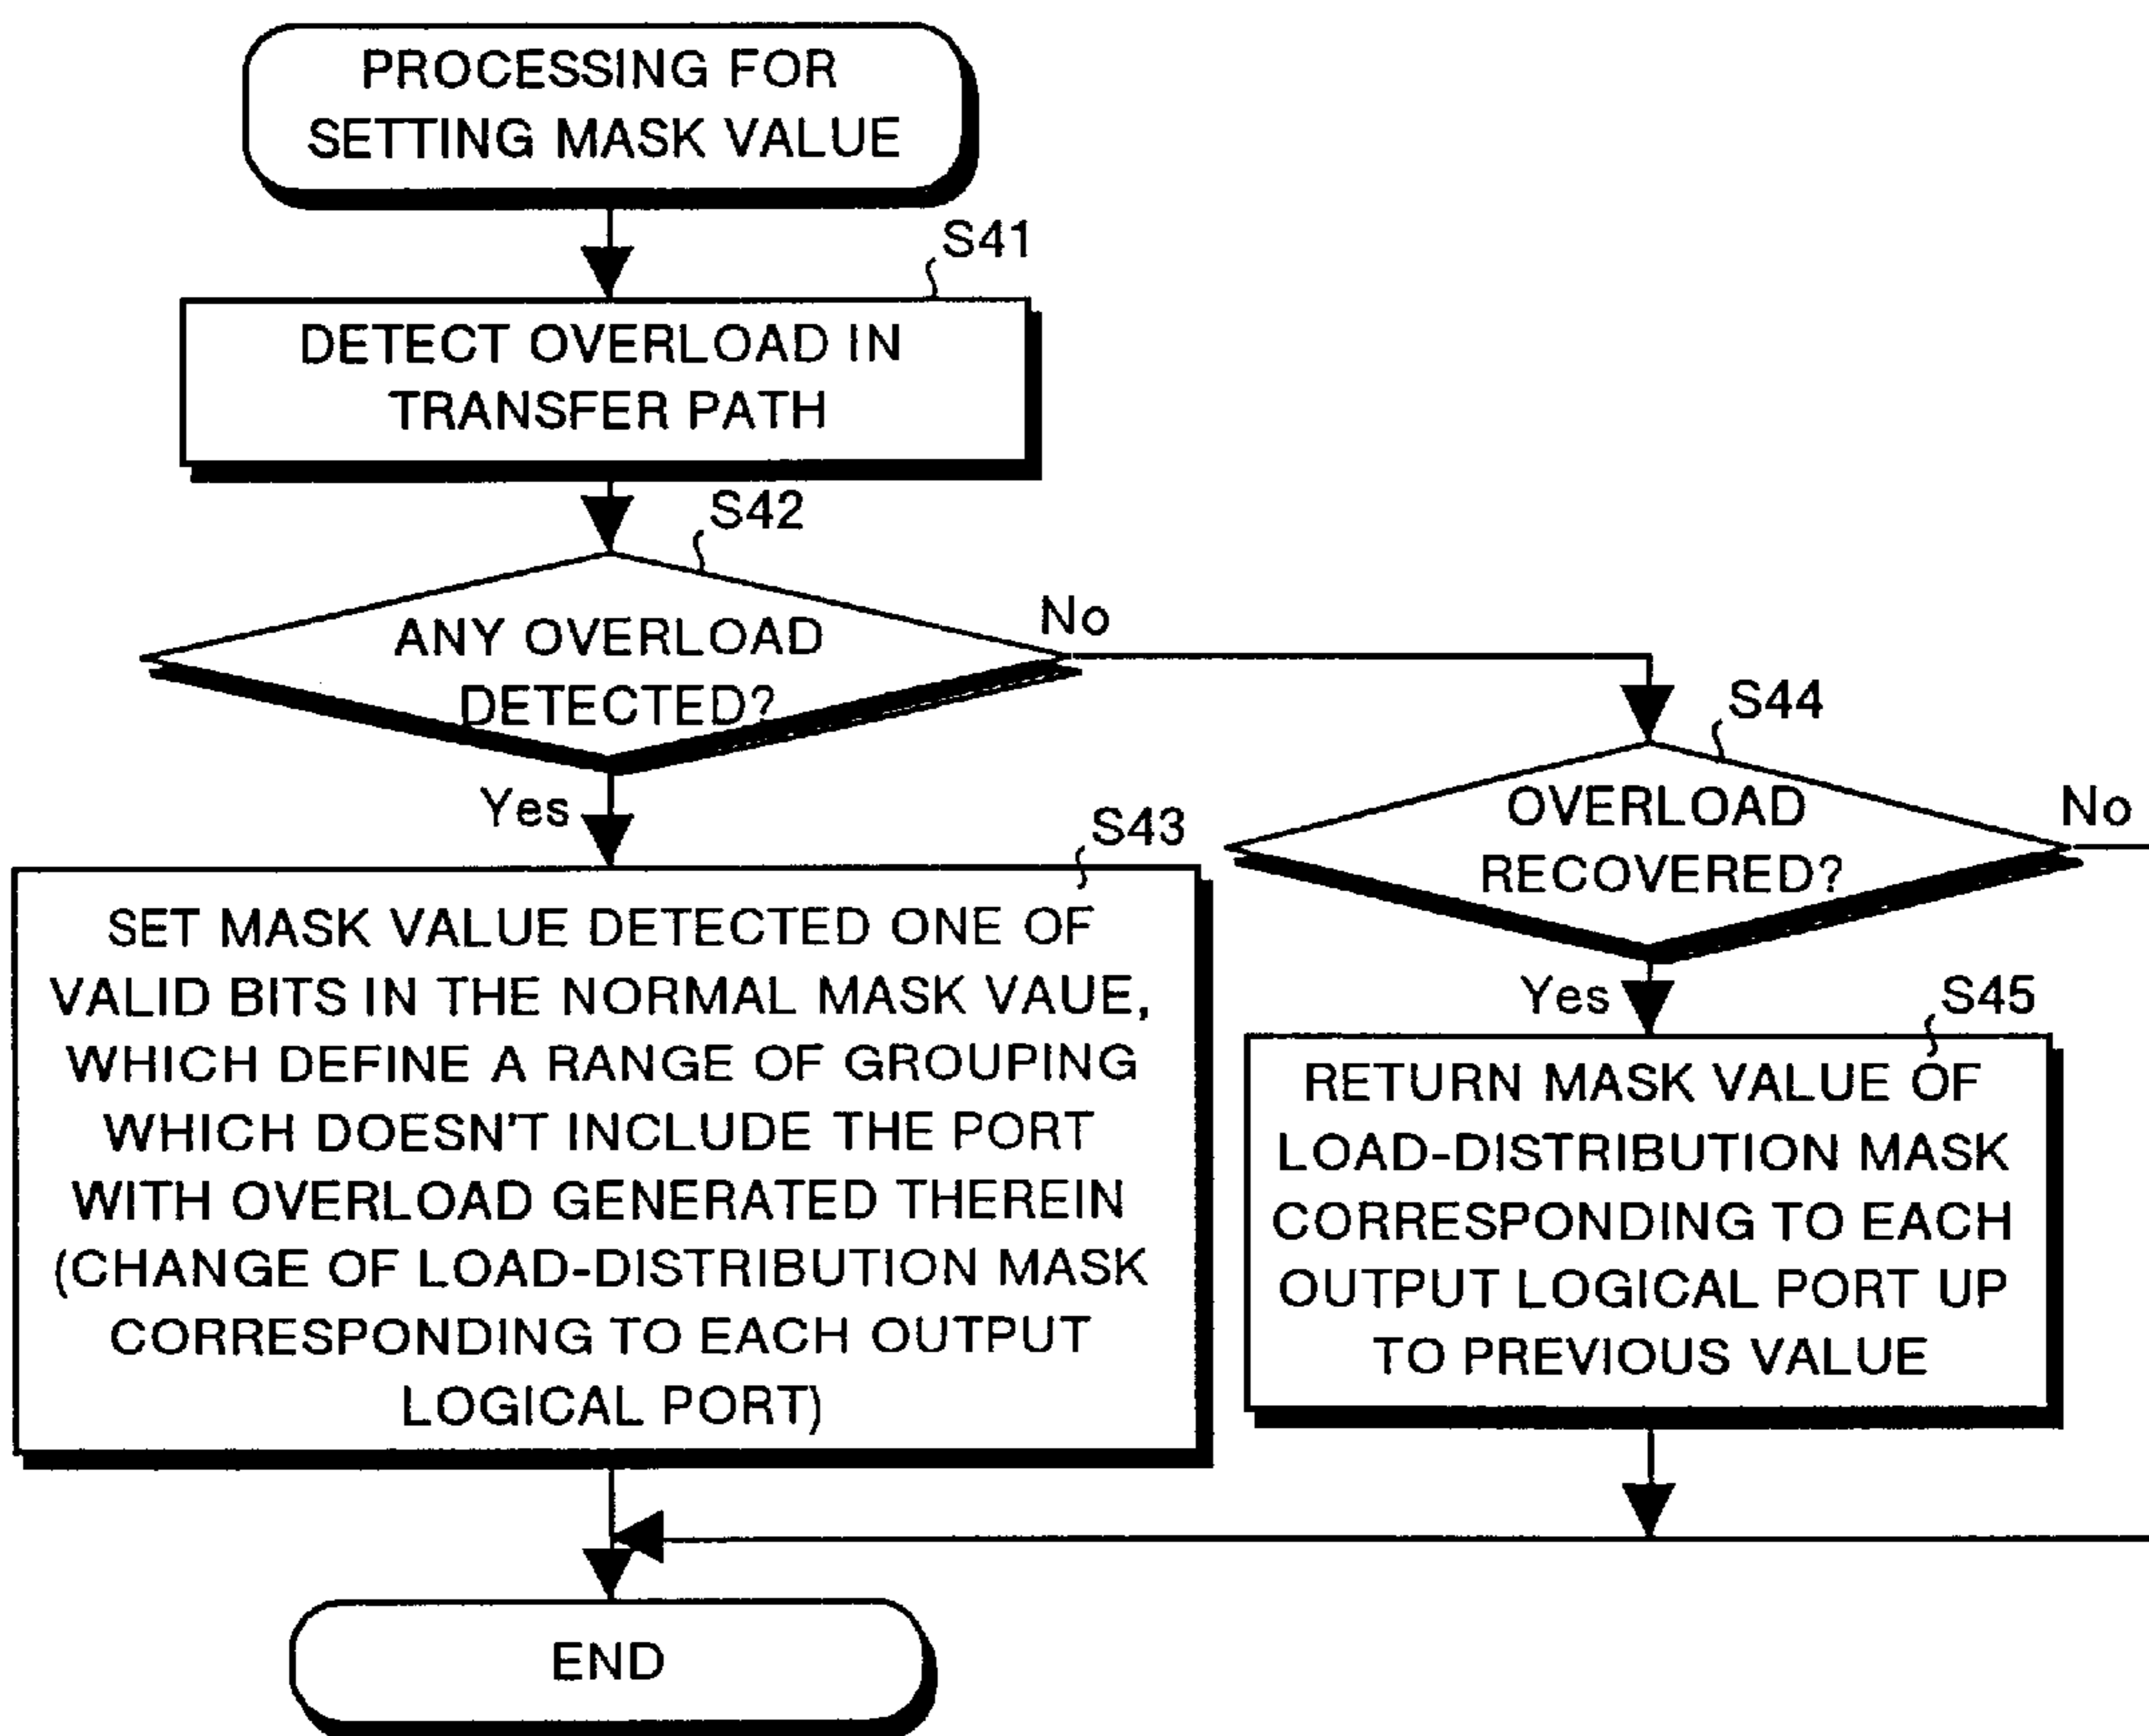 PROCESSING FOR
SETTING MASK VALUE
S41
DETECT OVERLOAD IN
TRANSFER PATH
S42
ANY OVERLOAD
DETECTED?
No
Yes
S43
SET MASK VALUE DETECTED ONE OF
VALID BITS IN THE NORMAL MASK VAUE,
WHICH DEFINE A RANGE OF GROUPING
WHICH DOESN'T INCLUDE THE PORT
WITH OVERLOAD GENERATED THEREIN
(CHANGE OF LOAD-DISTRIBUTION MASK
CORRESPONDING TO EACH OUTPUT
LOGICAL PORT)
S44
OVERLOAD
RECOVERED?
No
Yes
S45
RETURN MASK VALUE OF
LOAD-DISTRIBUTION MASK
CORRESPONDING TO EACH
OUTPUT LOGICAL PORT UP
TO PREVIOUS VALUE
END